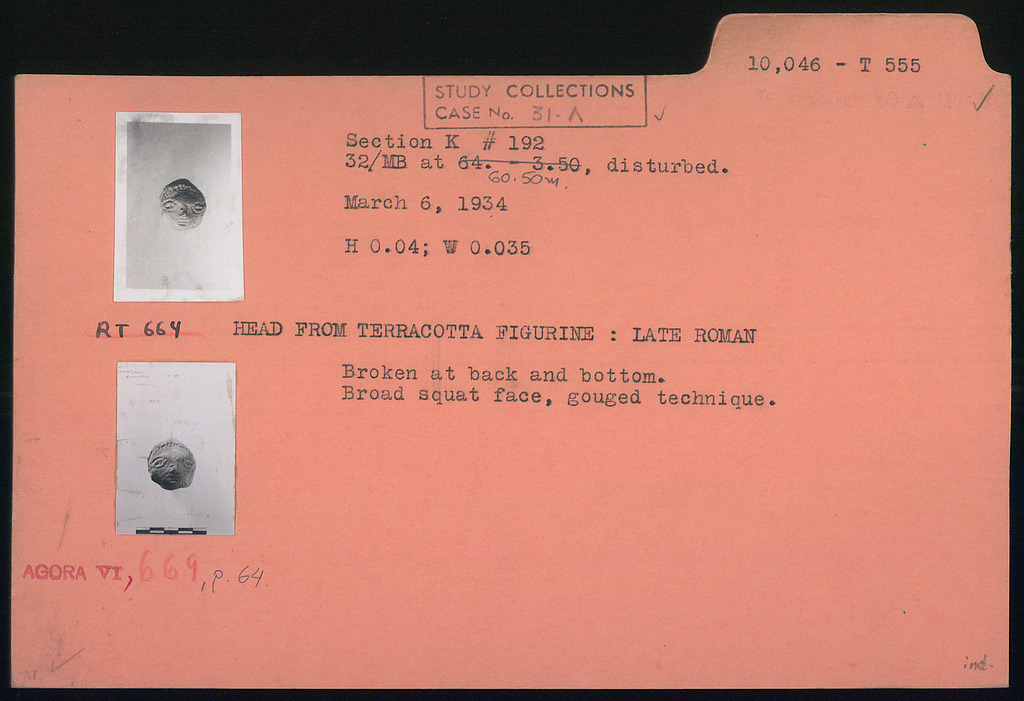 10,046 - T 555
STUDY COLLECTIONS
CASE No. 31-A
Section K # 192
32/MB at 64. - 3.50, disturbed.
60.50m.
March 6, 1934
H 0.04; W 0.035
RT 664 HEAD FROM TERRACOTTA FIGURINE : LATE ROMAN
Broken at back and bottom.
Broad squat face, gouged technique.
AGORA VI, 669, p. 64.
ind.